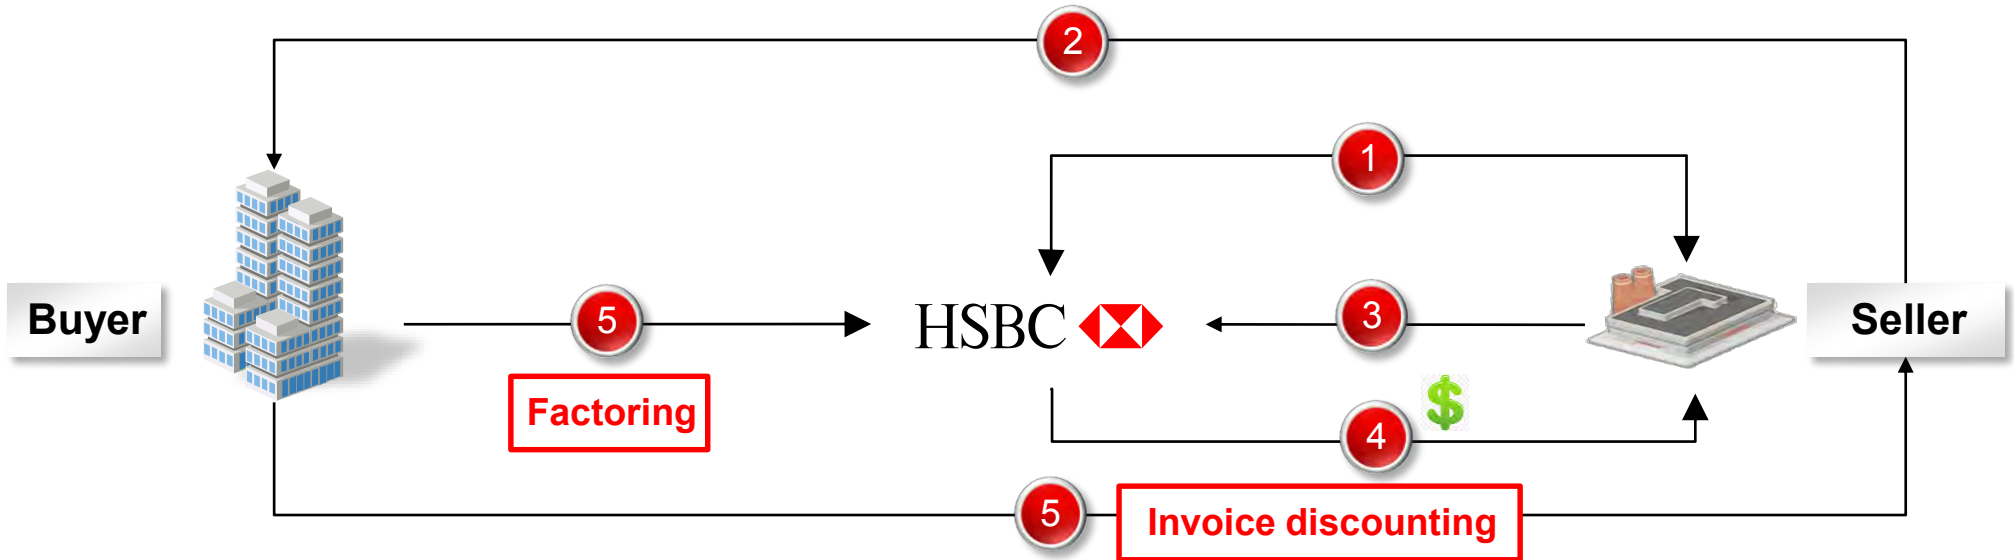 2
1
Buyer
5
HSBC
3
Seller
Factoring
$
4
5
Invoice discounting